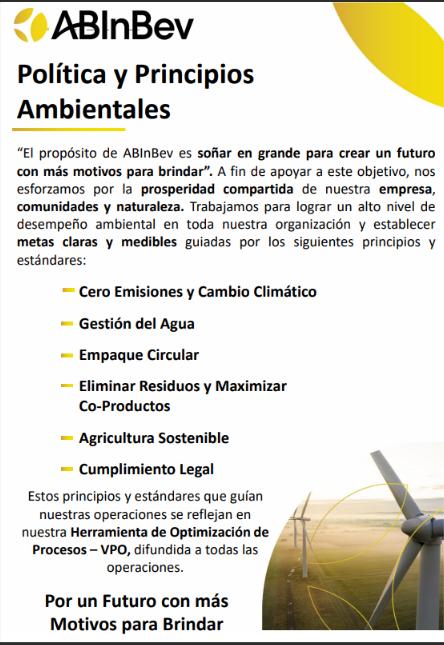 ABInBev
Política y Principios
Ambientales
“El propósito de ABInBev es soñar en grande para crear un futuro
con más motivos para brindar”. A fin de apoyar a este objetivo, nos
esforzamos por la prosperidad compartida de nuestra empresa,
comunidades y naturaleza. Trabajamos para lograr un alto nivel de
desempeño ambiental en toda nuestra organización y establecer
metas claras y medibles guiadas por los siguientes principios y
estándares:
Cero Emisiones y Cambio Climático
Gestión del Agua
Empaque Circular
Eliminar Residuos y Maximizar
Co-Productos
Agricultura Sostenible
Cumplimiento Legal
Estos principios y estándares que guían
nuestras operaciones se reflejan en
nuestra Herramienta de Optimización de
Procesos – VPO, difundida a todas las
operaciones.
Por un Futuro con más
Motivos para Brindar